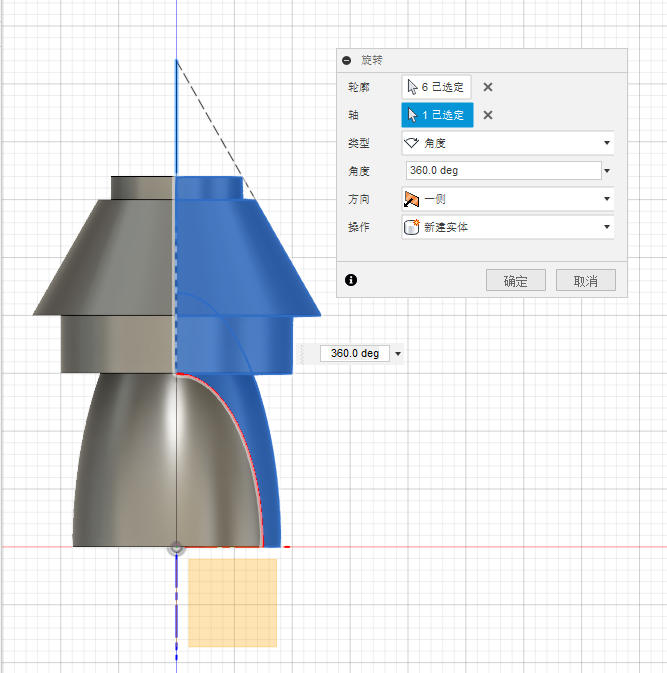 旋转
轮廓 6 已选定
轴 1 已选定
类型 角度
角度 360.0 deg
方向 一侧
操作 新建实体
确定 取消
360.0 deg